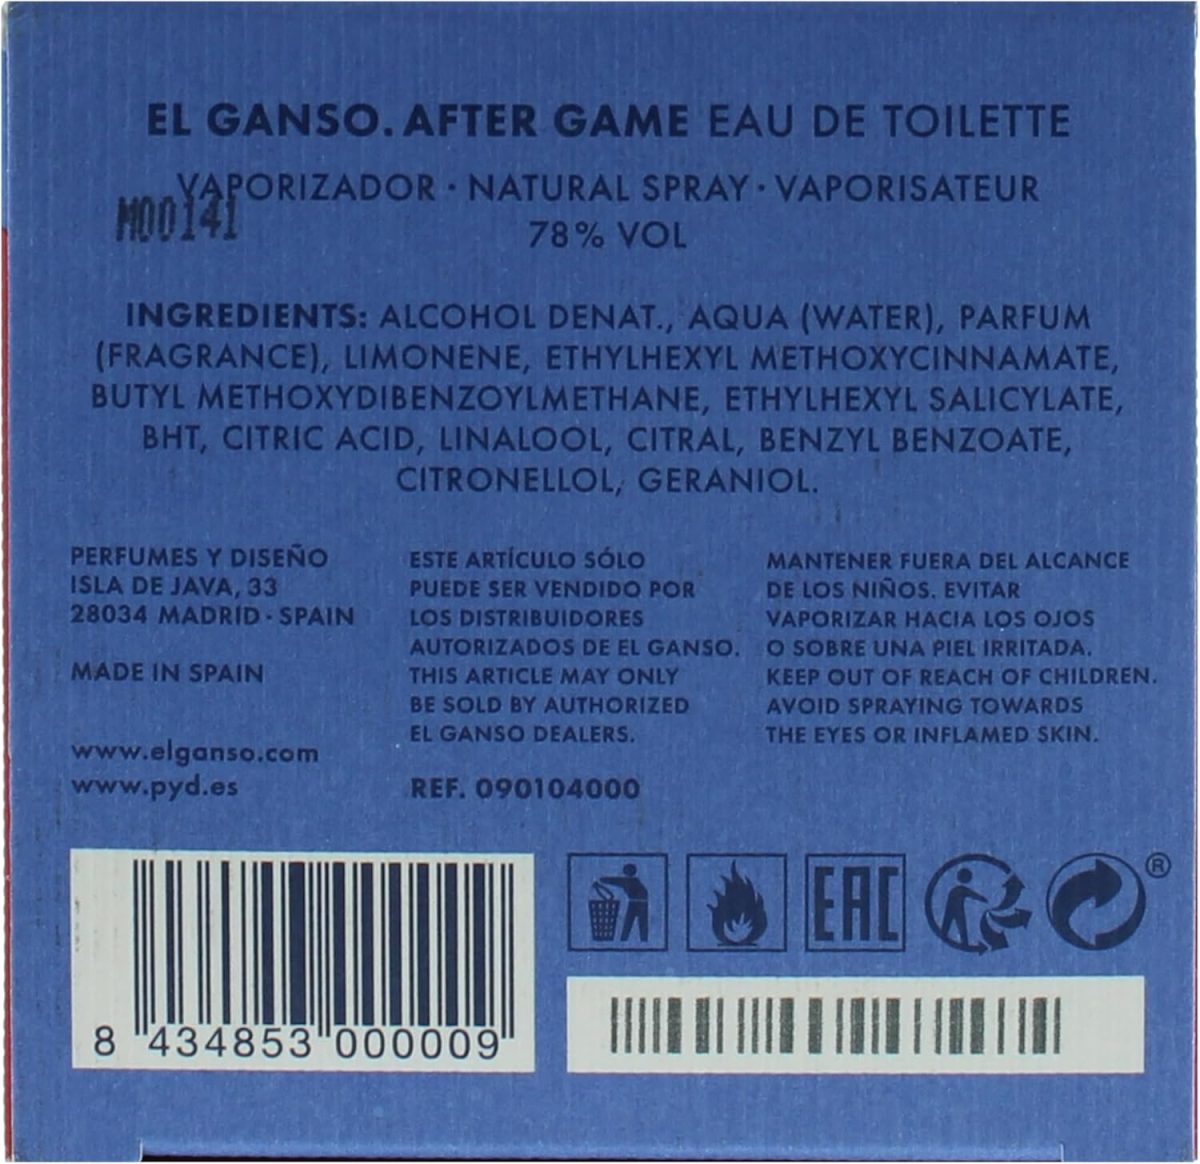 EL GANSO. AFTER GAME EAU DE TOILETTE
VAPORIZADOR · NATURAL SPRAY · VAPORISATEUR
M00141
78% VOL
INGREDIENTS: ALCOHOL DENAT., AQUA (WATER), PARFUM
(FRAGRANCE), LIMONENE, ETHYLHEXYL METHOXYCINNAMATE,
BUTYL METHOXYDIBENZOYLMETHANE, ETHYLHEXYL SALICYLATE,
BHT, CITRIC ACID, LINALOOL, CITRAL, BENZYL BENZOATE,
CITRONELLOL, GERANIOL.
PERFUMES Y DISEÑO
ISLA DE JAVA, 33
28034 MADRID · SPAIN
MADE IN SPAIN
www.elganso.com
www.pyd.es
ESTE ARTÍCULO SÓLO
PUEDE SER VENDIDO POR
LOS DISTRIBUIDORES
AUTORIZADOS DE EL GANSO.
THIS ARTICLE MAY ONLY
BE SOLD BY AUTHORIZED
EL GANSO DEALERS.
REF. 090104000
MANTENER FUERA DEL ALCANCE
DE LOS NIÑOS. EVITAR
VAPORIZAR HACIA LOS OJOS
O SOBRE UNA PIEL IRRITADA.
KEEP OUT OF REACH OF CHILDREN.
AVOID SPRAYING TOWARDS
THE EYES OR INFLAMED SKIN.
8 434853 000009
EAC
®